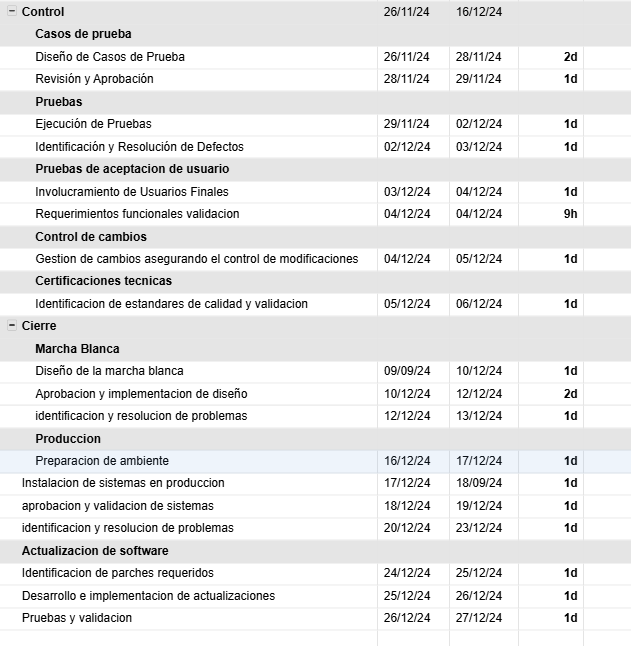 Control 26/11/24 16/12/24
Casos de prueba
Diseño de Casos de Prueba 26/11/24 28/11/24 2d
Revisión y Aprobación 28/11/24 29/11/24 1d
Pruebas
Ejecución de Pruebas 29/11/24 02/12/24 1d
Identificación y Resolución de Defectos 02/12/24 03/12/24 1d
Pruebas de aceptacion de usuario
Involucramiento de Usuarios Finales 03/12/24 04/12/24 1d
Requerimientos funcionales validacion 04/12/24 04/12/24 9h
Control de cambios
Gestion de cambios asegurando el control de modificaciones 04/12/24 05/12/24 1d
Certificaciones tecnicas
Identificacion de estandares de calidad y validacion 05/12/24 06/12/24 1d
Cierre
Marcha Blanca
Diseño de la marcha blanca 09/09/24 10/12/24 1d
Aprobacion y implementacion de diseño 10/12/24 12/12/24 2d
identificacion y resolucion de problemas 12/12/24 13/12/24 1d
Produccion
Preparacion de ambiente 16/12/24 17/12/24 1d
Instalacion de sistemas en produccion 17/12/24 18/09/24 1d
aprobacion y validacion de sistemas 18/12/24 19/12/24 1d
identificacion y resolucion de problemas 20/12/24 23/12/24 1d
Actualizacion de software
Identificacion de parches requeridos 24/12/24 25/12/24 1d
Desarrollo e implementacion de actualizaciones 25/12/24 26/12/24 1d
Pruebas y validacion 26/12/24 27/12/24 1d